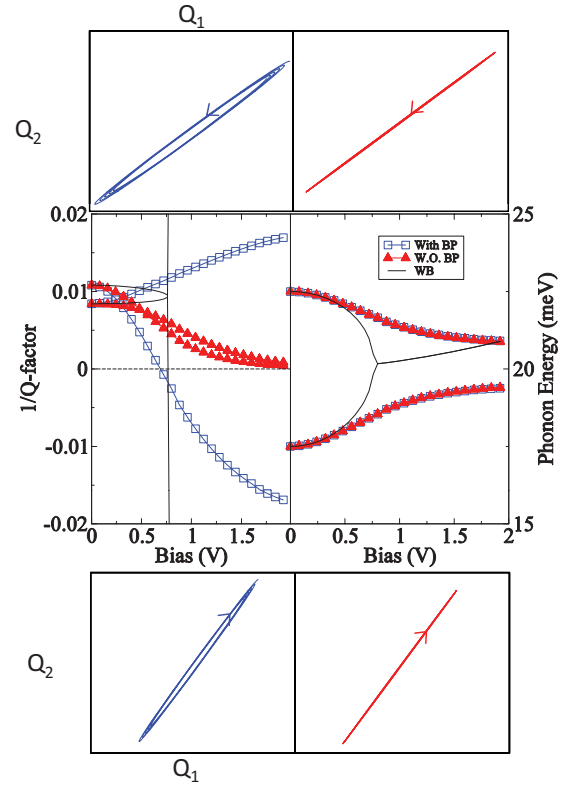 Q1
Q2
0.02
0.01
0
-0.01
-0.02
1/Q-factor
0 0.5 1.0 1.5
Bias (V)
With BP
W.O. BP
WB
25
20
15
Phonon Energy (meV)
0 0.5 1 1.5 2
Bias (V)
Q2
Q1